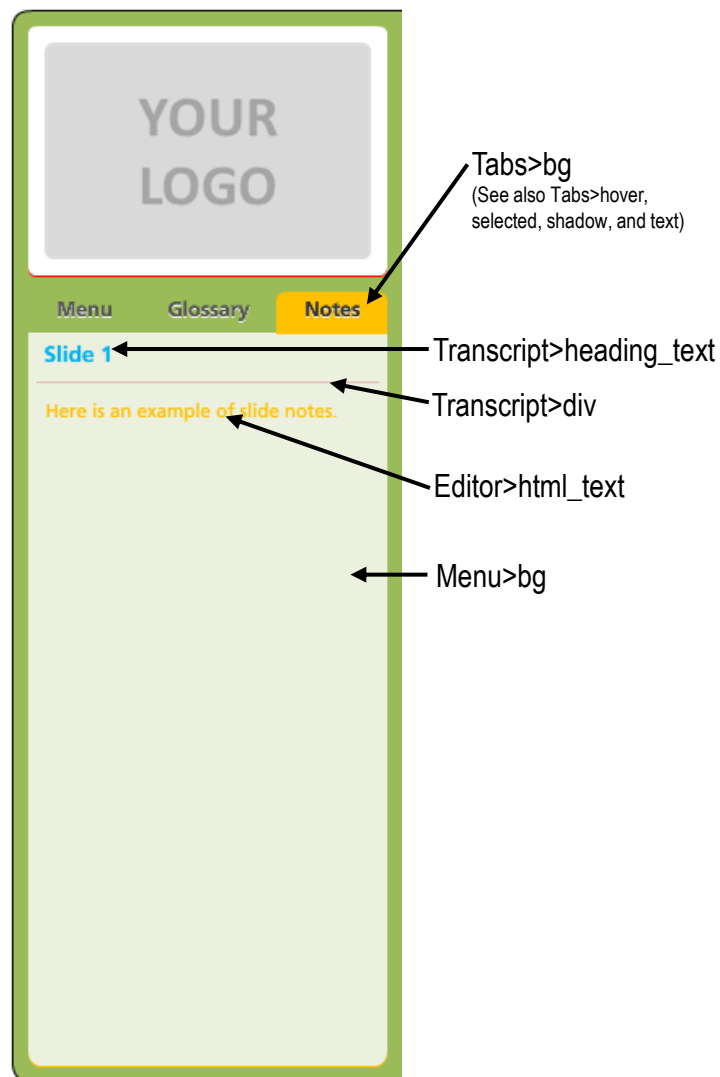 YOUR
LOGO
Tabs>bg
(See also Tabs>hover,
selected, shadow, and text)
Menu Glossary Notes
Slide 1
Transcript>heading_text
Transcript>div
Here is an example of slide notes.
Editor>html_text
Menu>bg